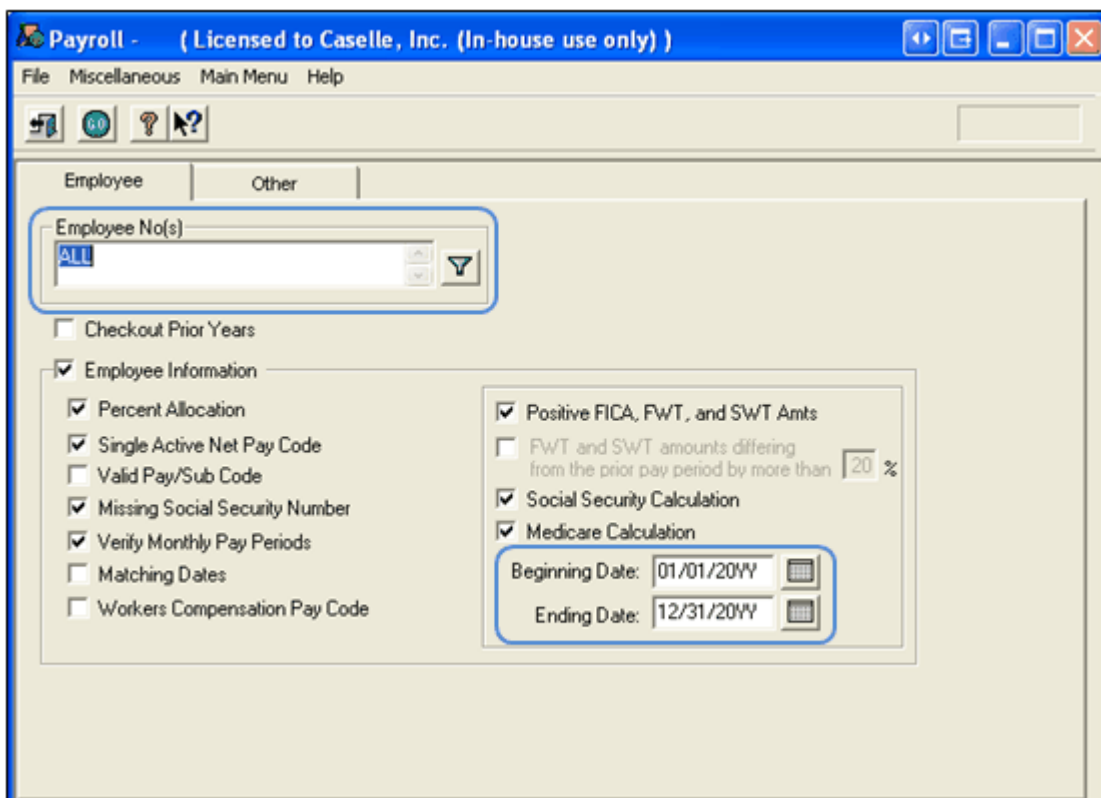 Payroll - ( Licensed to Caselle, Inc. (In-house use only) )
File Miscellaneous Main Menu Help
GO
Employee Other
Employee No(s)
ALL
Checkout Prior Years
Employee Information
Percent Allocation
Single Active Net Pay Code
Valid Pay/Sub Code
Missing Social Security Number
Verify Monthly Pay Periods
Matching Dates
Workers Compensation Pay Code
Positive FICA, FWT, and SWT Amts
FWT and SWT amounts differing
from the prior pay period by more than 20 %
Social Security Calculation
Medicare Calculation
Beginning Date: 01/01/20YY
Ending Date: 12/31/20YY